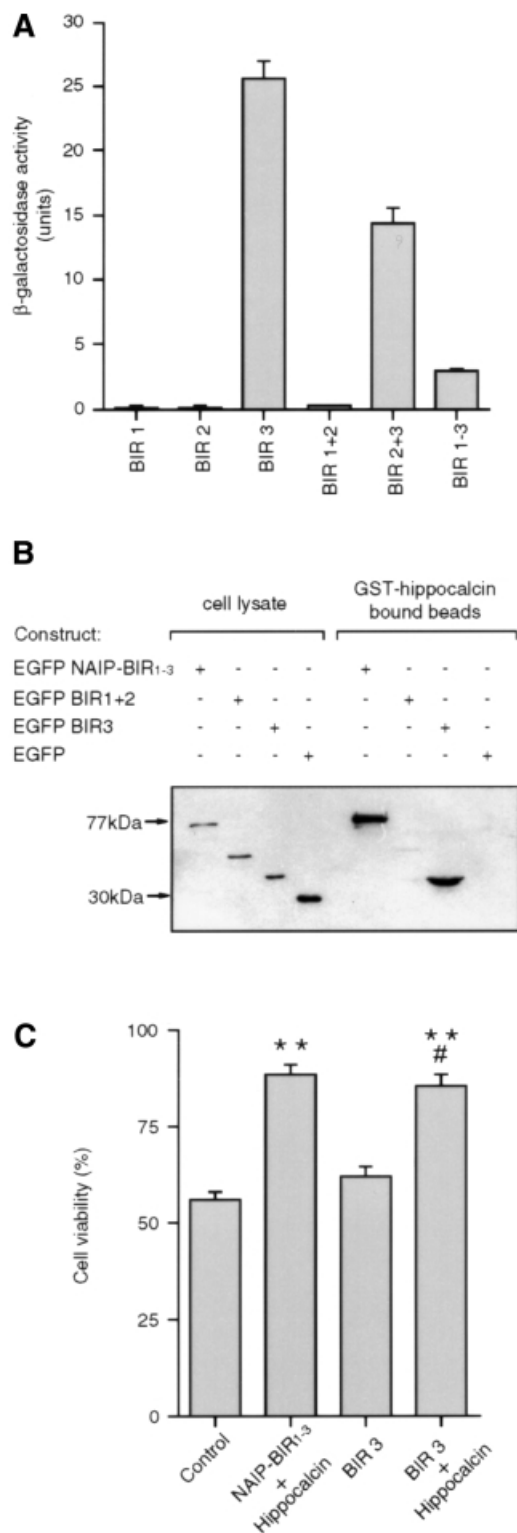 A
30
25
20
15
10
5
0
β-galactosidase activity
(units)
BIR 1
BIR 2
BIR 3
BIR 1+2
BIR 2+3
BIR 1-3
B
cell lysate
GST-hippocalcin
bound beads
Construct:
EGFP NAIP-BIR1-3 + - - - + - - -
EGFP BIR1+2 - + - - - + - -
EGFP BIR3 - - + - - - + -
EGFP - - - + - - - +
77kDa
30kDa
C
100
75
50
25
0
Cell viability (%)
* *
* *
#
Control
NAIP-BIR1-3
+
Hippocalcin
BIR 3
BIR 3
+
Hippocalcin